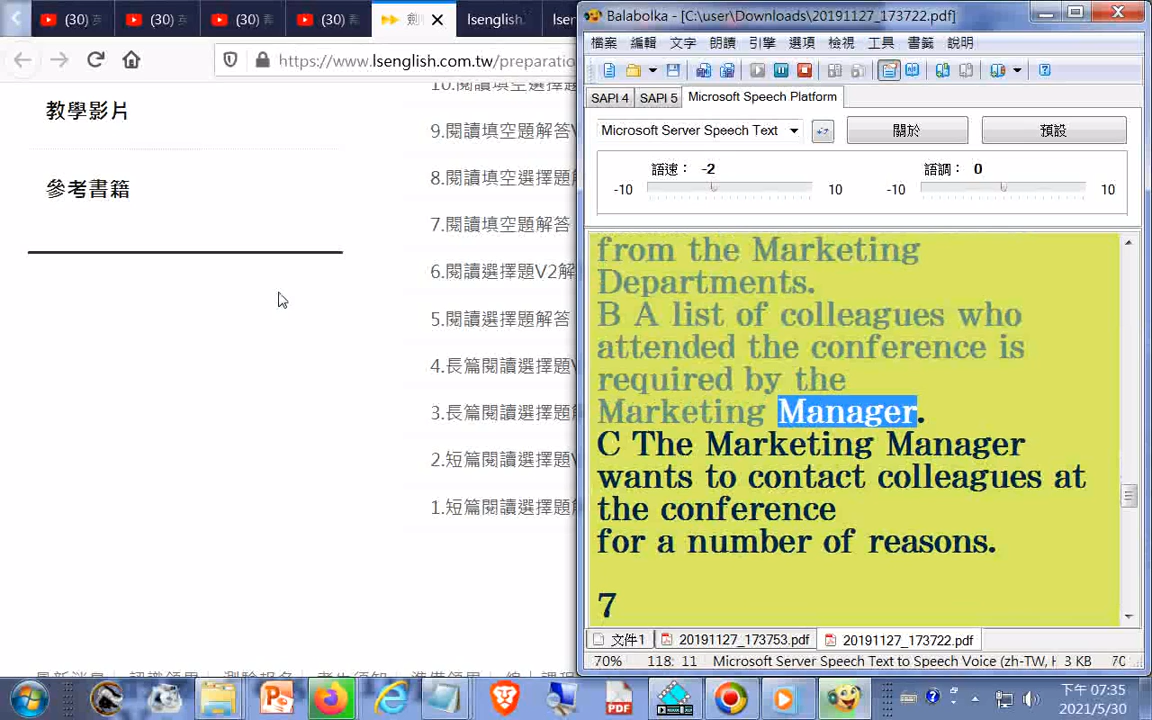 (30)
(30)
(30)
(30)
劍
lsenglish.
lsen
https://www.lsenglish.com.tw/preparatio
教學影片
參考書籍
10.閱讀填空選擇題
9.閱讀填空題解答V
8.閱讀填空選擇題
7.閱讀填空題解答
6.閱讀選擇題V2解
5.閱讀選擇題解答
4.長篇閱讀選擇題V
3.長篇閱讀選擇題
2.短篇閱讀選擇題V
1.短篇閱讀選擇題
Balabolka - [C:\user\Downloads\20191127_173722.pdf]
檔案 編輯 文字 朗讀 引擎 選項 檢視 工具 書籤 說明
SAPI 4 SAPI 5 Microsoft Speech Platform
Microsoft Server Speech Text 關於 預設
語速： -2 語調： 0
-10 10 -10 10
from the Marketing
Departments.
B A list of colleagues who
attended the conference is
required by the
Marketing Manager.
C The Marketing Manager
wants to contact colleagues at
the conference
for a number of reasons.
7
文件1 20191127_173753.pdf 20191127_173722.pdf
70% 118: 11 Microsoft Server Speech Text to Speech Voice (zh-TW, H 3 KB 70
PDF
下午 07:35
2021/5/30